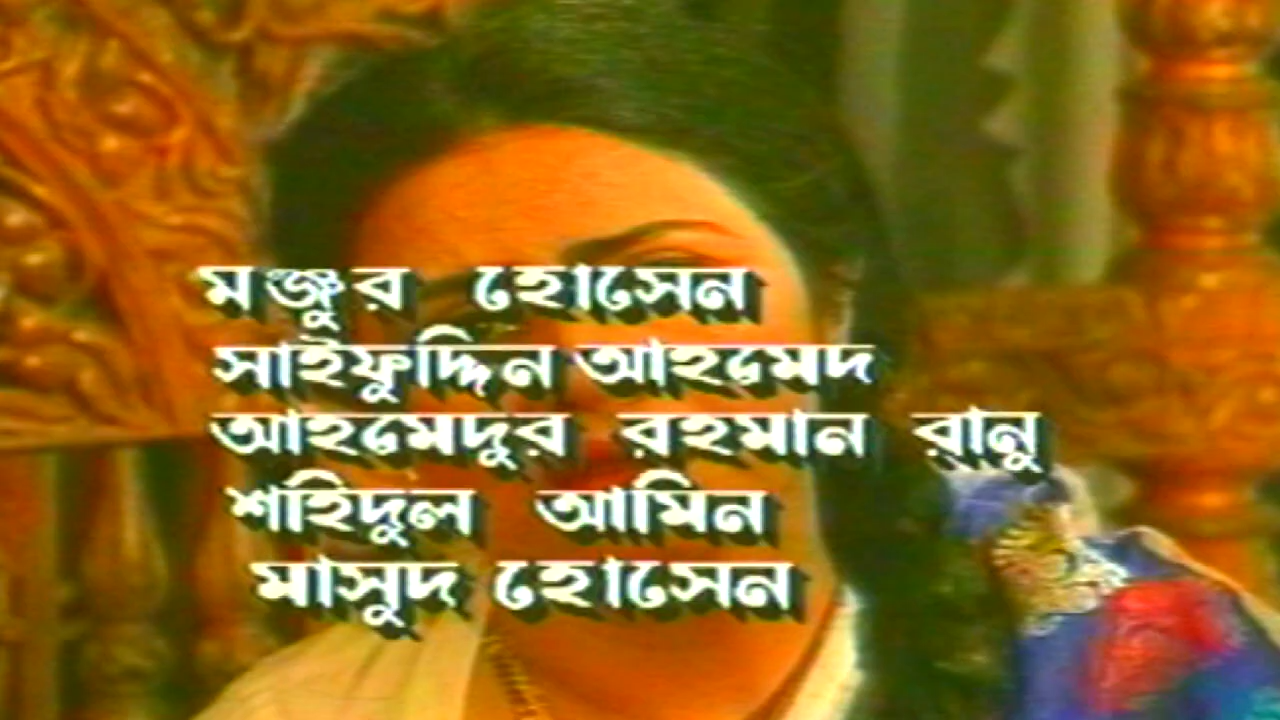 মঞ্জুর হোসেন
সাইফুদ্দিন আহমেদ
আহমেদুর রহমান রানু
শহিদুল আমিন
মাসুদ হোসেন